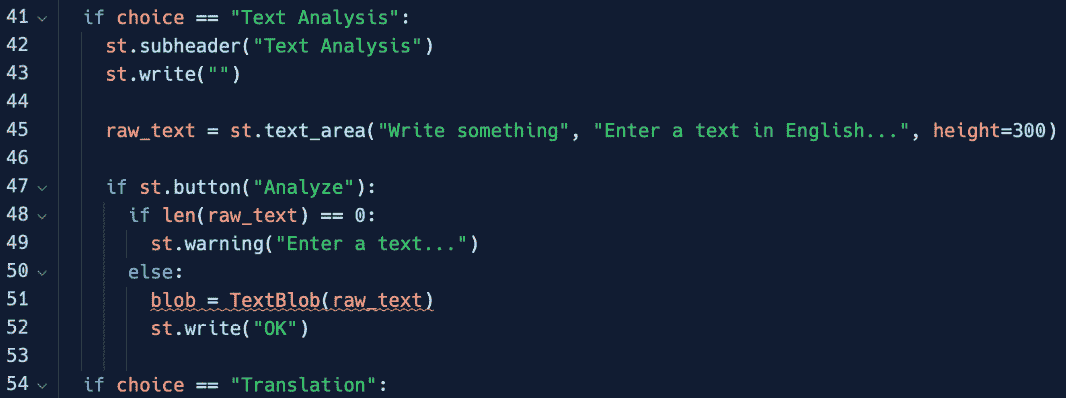 41 if choice == "Text Analysis":
42 st.subheader("Text Analysis")
43 st.write("")
44
45 raw_text = st.text_area("Write something", "Enter a text in English...", height=300)
46
47 if st.button("Analyze"):
48 if len(raw_text) == 0:
49 st.warning("Enter a text...")
50 else:
51 blob = TextBlob(raw_text)
52 st.write("OK")
53
54 if choice == "Translation":